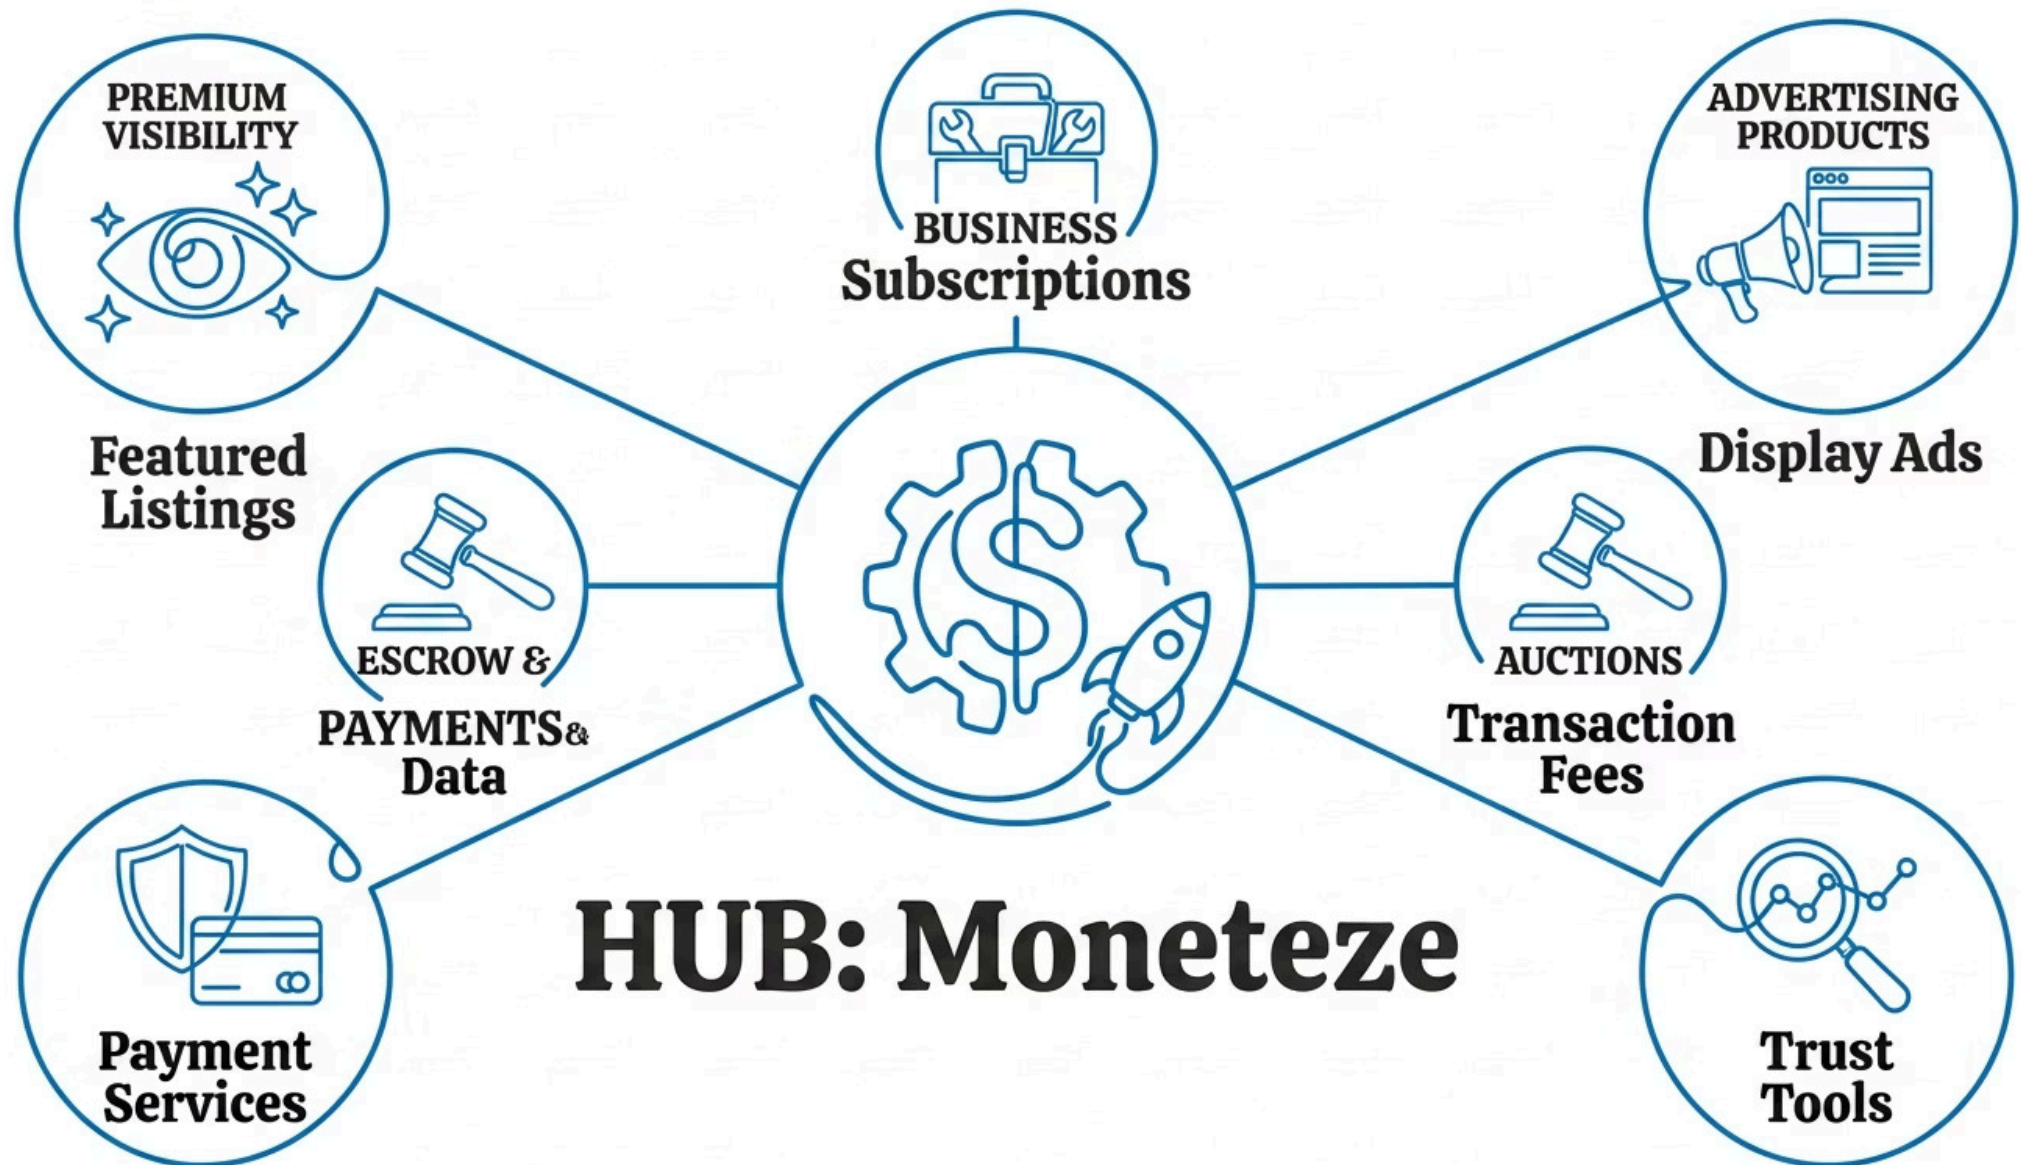 PREMIUM
VISIBILITY
Featured
Listings
BUSINESS
Subscriptions
ADVERTISING
PRODUCTS
Display Ads
ESCROW &
PAYMENTS&
Data
AUCTIONS
Transaction
Fees
Payment
Services
HUB: Moneteze
Trust
Tools